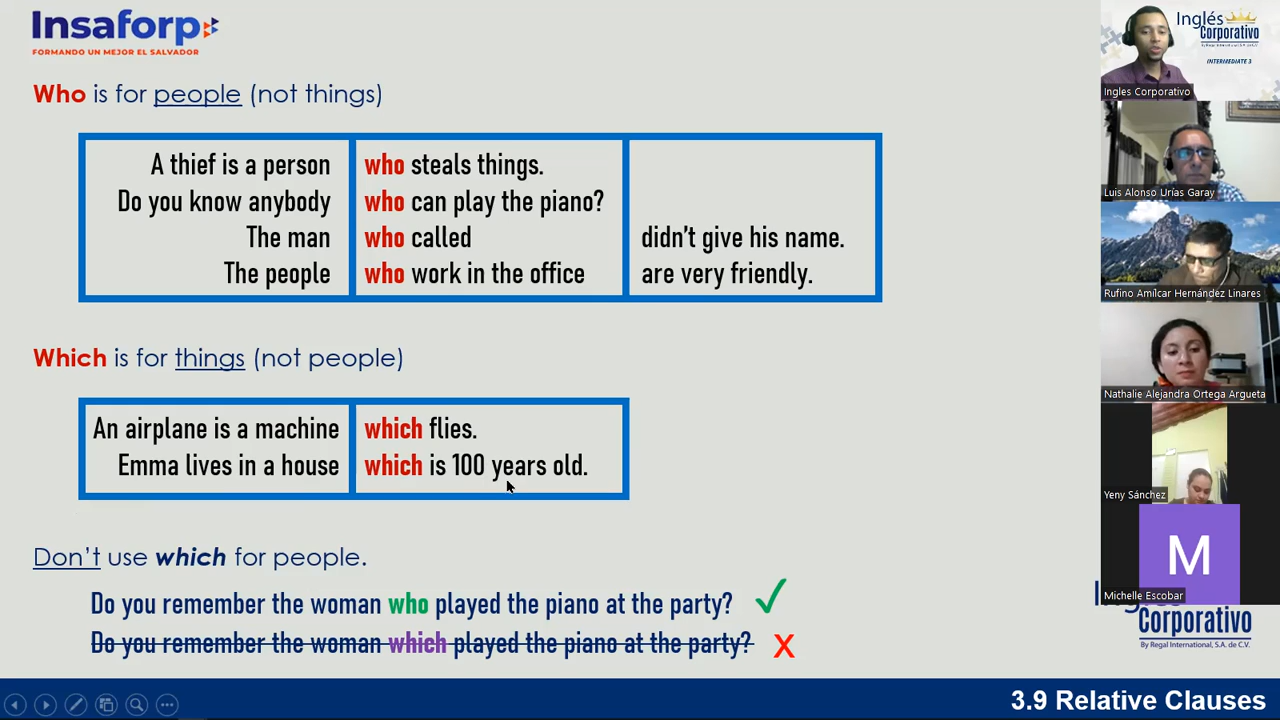 Insaforp
FORMANDO UN MEJOR EL SALVADOR
Who is for people (not things)
A thief is a person who steals things.
Do you know anybody who can play the piano?
The man who called didn't give his name.
The people who work in the office are very friendly.
Which is for things (not people)
An airplane is a machine which flies.
Emma lives in a house which is 100 years old.
Don't use which for people.
Do you remember the woman who played the piano at the party? ✓
Do you remember the woman which played the piano at the party? X
3.9 Relative Clauses
Inglés
Corporativo
By Regal International, S.A. de C.V.
INTERMEDIATE 3
Ingles Corporativo
Luis Alonso Urías Garay
Rufino Amílcar Hernández Linares
Nathalie Alejandra Ortega Argueta
Yeny Sánchez
M
Michelle Escobar
Corporativo
By Regal International, S.A. de C.V.